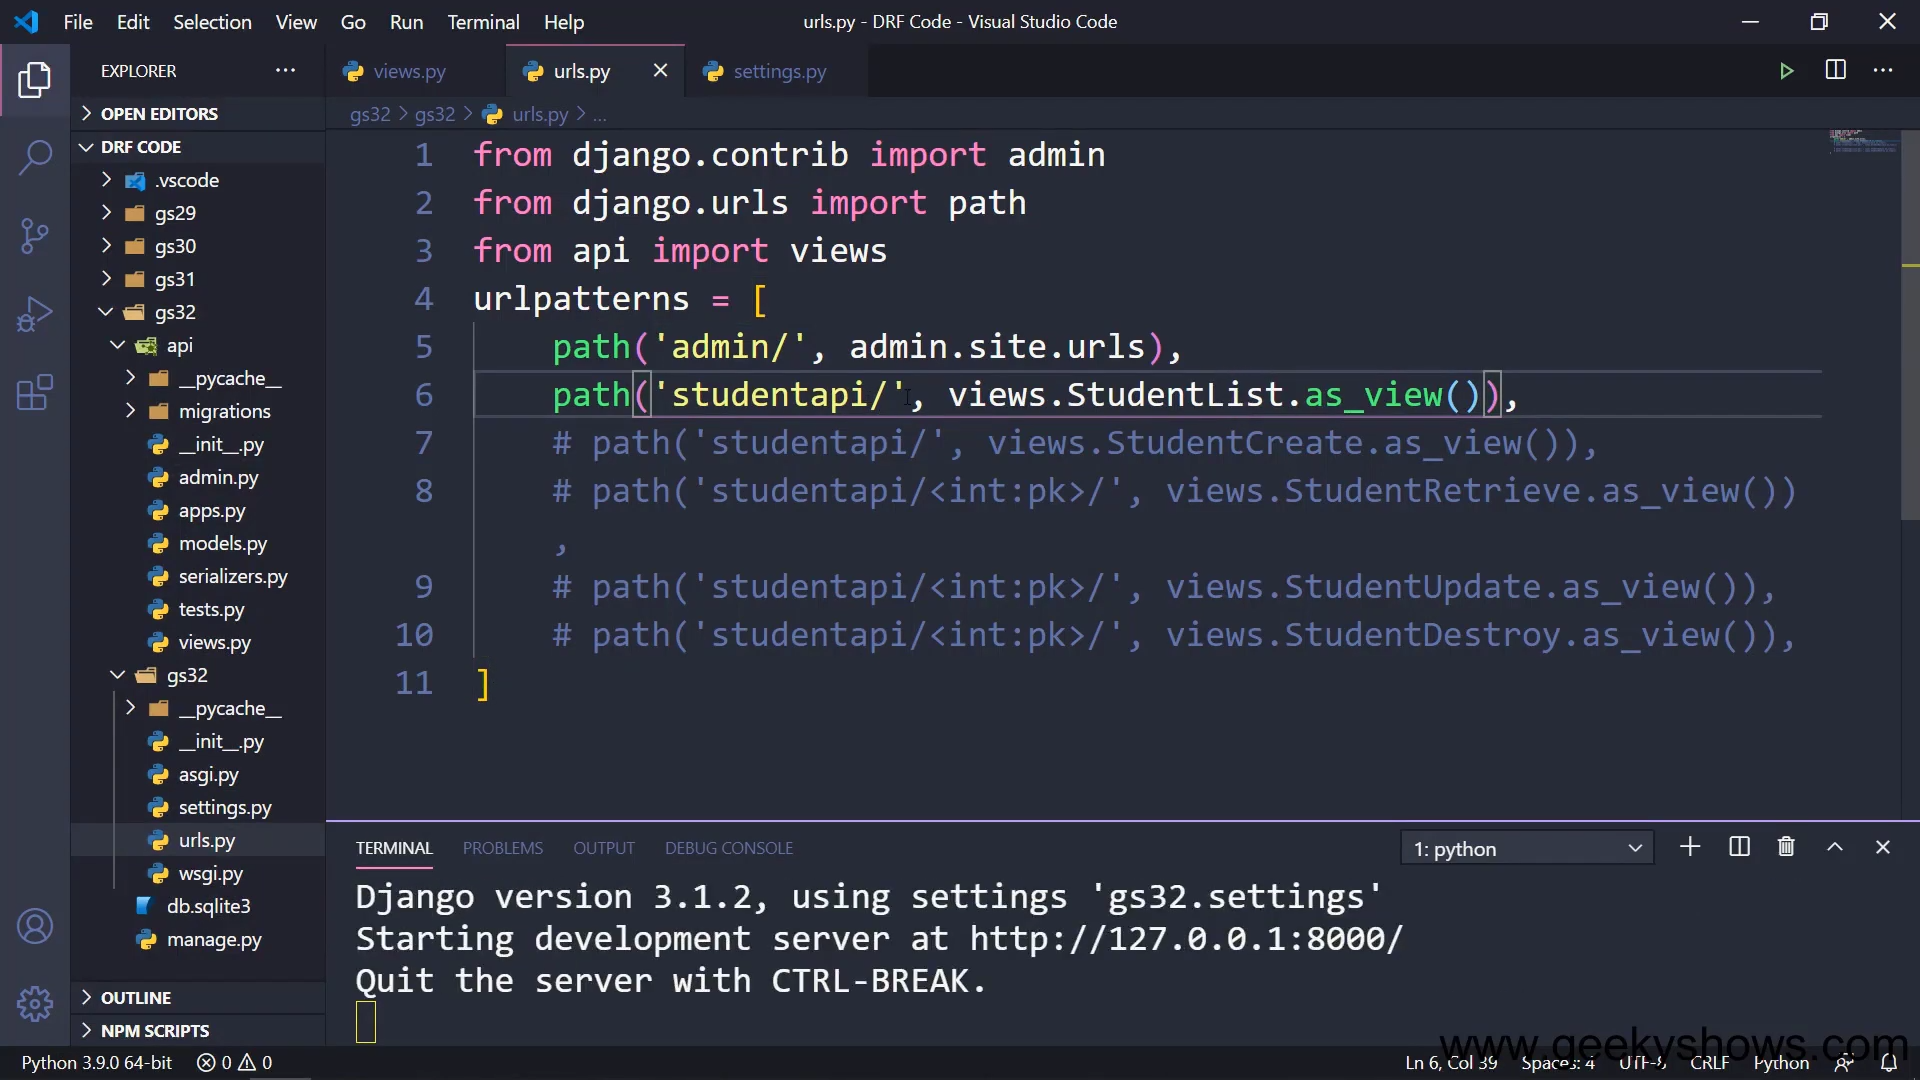 File Edit Selection View Go Run Terminal Help
urls.py - DRF Code - Visual Studio Code
EXPLORER
views.py
urls.py
settings.py
OPEN EDITORS
gs32 > gs32 > urls.py > ...
DRF CODE
.vscode
gs29
gs30
gs31
gs32
api
__pycache__
migrations
__init__.py
admin.py
apps.py
models.py
serializers.py
tests.py
views.py
gs32
__pycache__
__init__.py
asgi.py
settings.py
urls.py
wsgi.py
db.sqlite3
manage.py
OUTLINE
NPM SCRIPTS
1 from django.contrib import admin
2 from django.urls import path
3 from api import views
4 urlpatterns = [
5 path('admin/', admin.site.urls),
6 path('studentapi/', views.StudentList.as_view()),
7 # path('studentapi/', views.StudentCreate.as_view()),
8 # path('studentapi/<int:pk>/', views.StudentRetrieve.as_view())
,
9 # path('studentapi/<int:pk>/', views.StudentUpdate.as_view()),
10 # path('studentapi/<int:pk>/', views.StudentDestroy.as_view()),
11 ]
TERMINAL PROBLEMS OUTPUT DEBUG CONSOLE
1: python
Django version 3.1.2, using settings 'gs32.settings'
Starting development server at http://127.0.0.1:8000/
Quit the server with CTRL-BREAK.
www.geekyshows.com
Python 3.9.0 64-bit 0 0
Ln 6, Col 39 Spaces: 4 UTF-8 CRLF Python